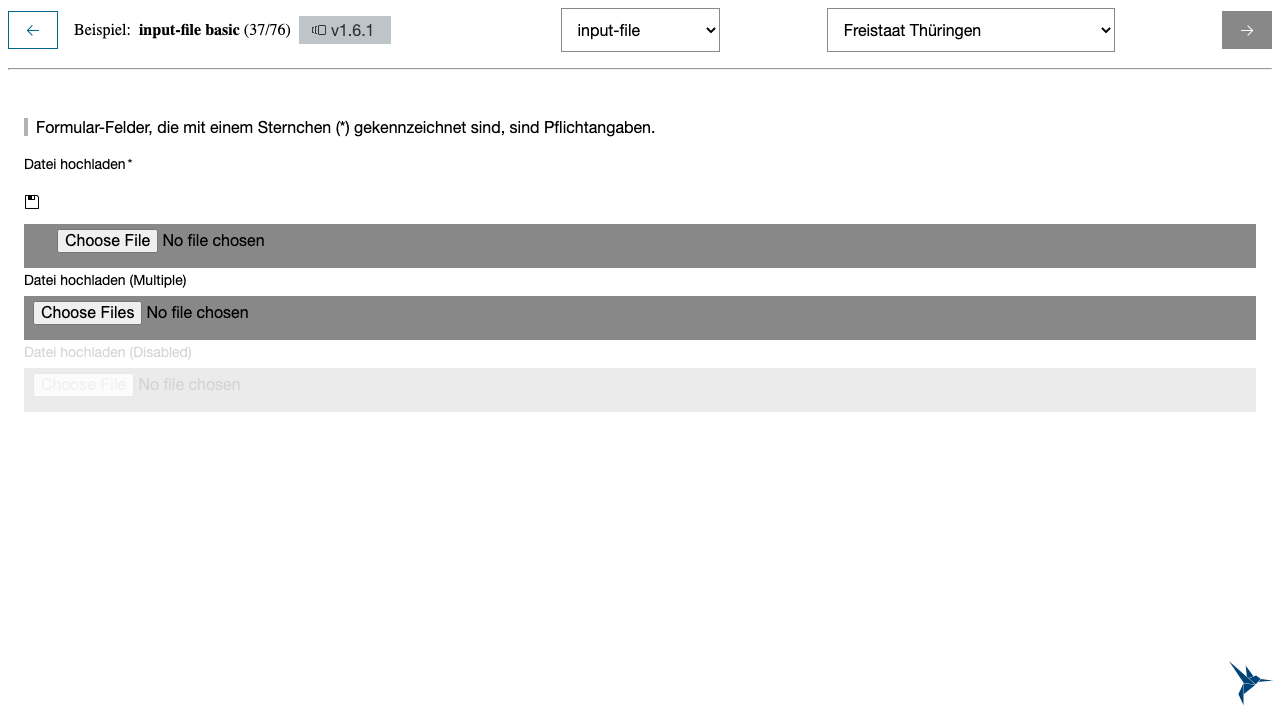 Beispiel: input-file basic (37/76) v1.6.1 input-file Freistaat Thüringen
Formular-Felder, die mit einem Sternchen (*) gekennzeichnet sind, sind Pflichtangaben.
Datei hochladen*
Choose File No file chosen
Datei hochladen (Multiple)
Choose Files No file chosen
Datei hochladen (Disabled)
Choose File No file chosen